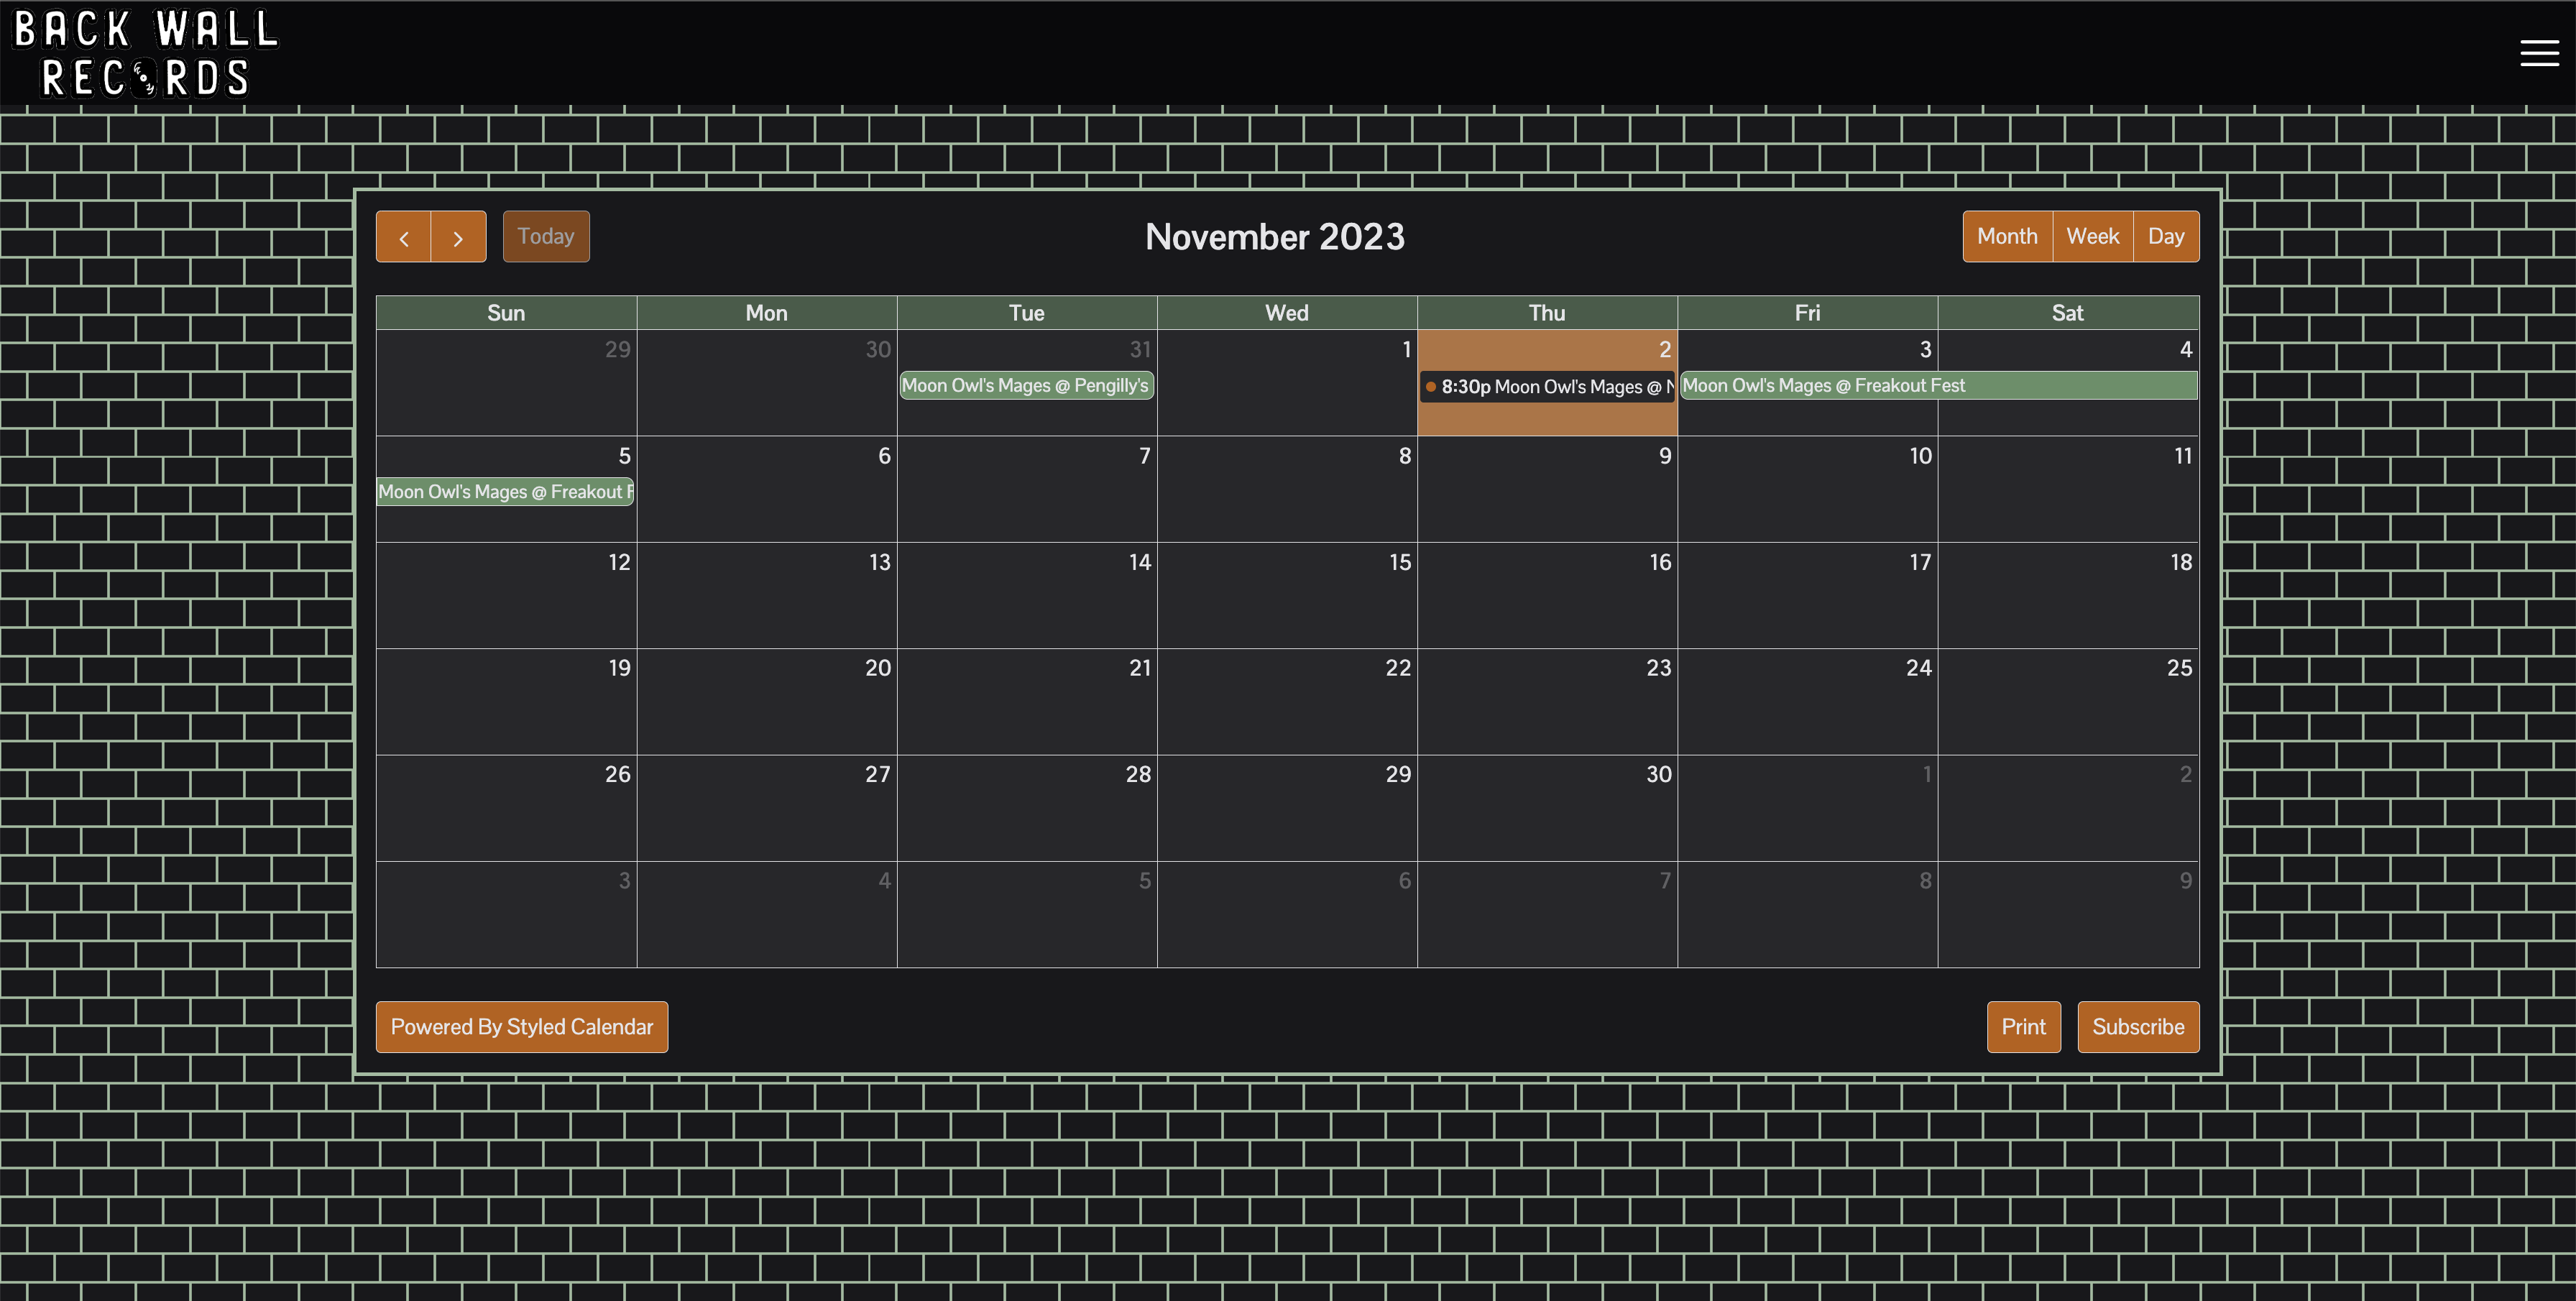 BACK WALL
RECORDS
Today
November 2023
Month Week Day
Sun Mon Tue Wed Thu Fri Sat
29 30 31 1 2 3 4
Moon Owl's Mages @ Pengilly's 8:30p Moon Owl's Mages @ Moon Owl's Mages @ Freakout Fest
5 6 7 8 9 10 11
Moon Owl's Mages @ Freakout F
12 13 14 15 16 17 18
19 20 21 22 23 24 25
26 27 28 29 30 1 2
3 4 5 6 7 8 9
Powered By Styled Calendar Print Subscribe